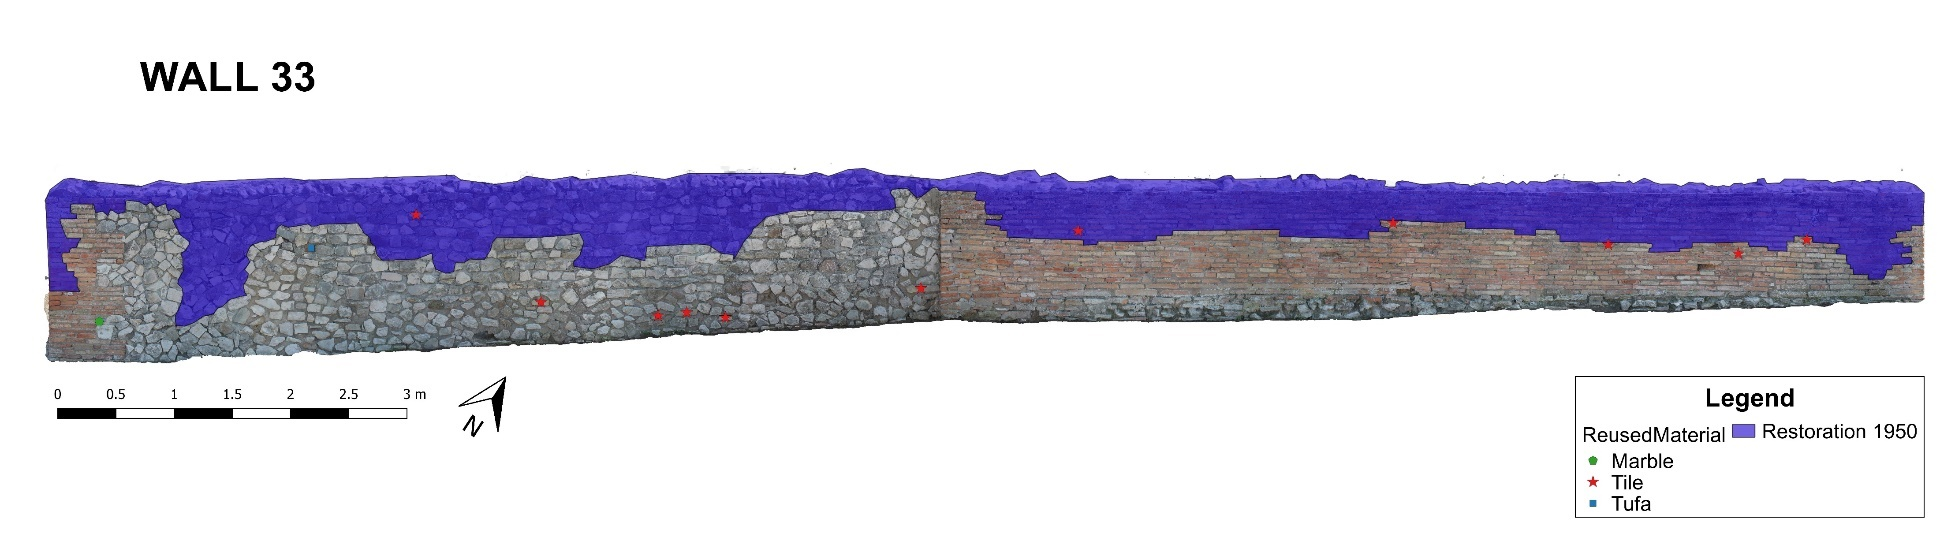 WALL 33
0 0.5 1 1.5 2 2.5 3 m
N
Legend
ReusedMaterial
Restoration 1950
Marble
Tile
Tufa